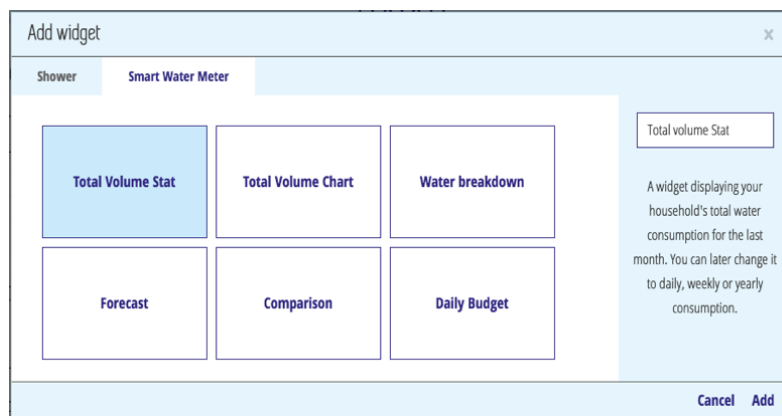 Add widget
x
Shower
Smart Water Meter
Total Volume Stat
Total Volume Chart
Water breakdown
Forecast
Comparison
Daily Budget
Total volume Stat
A widget displaying your
household's total water
consumption for the last
month. You can later change it
to daily, weekly or yearly
consumption.
Cancel
Add